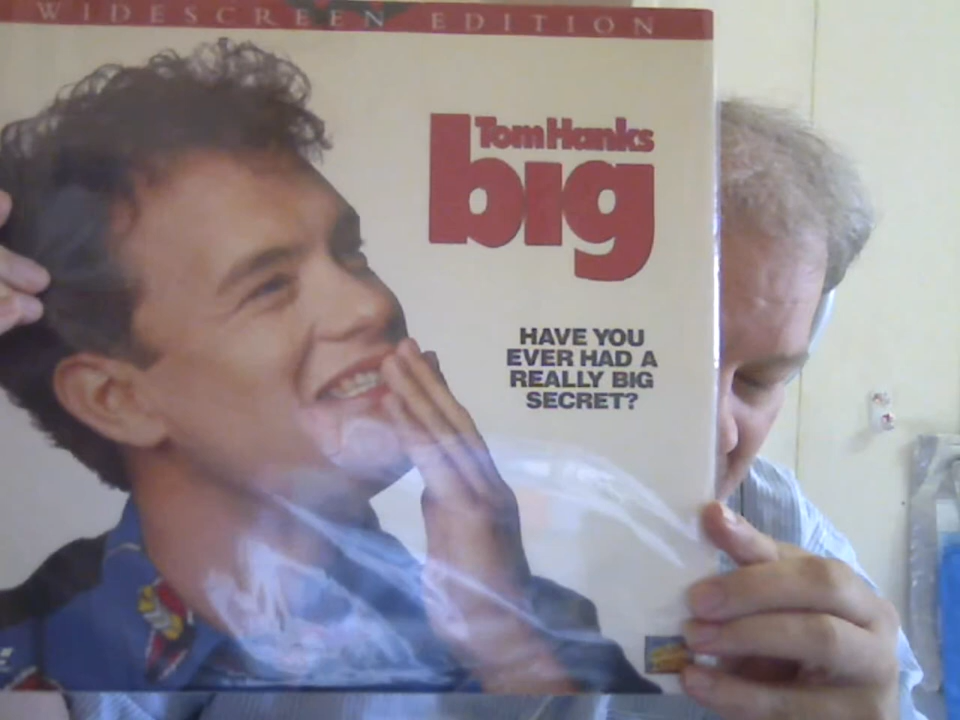 WIDESCREEN EDITION
Tom Hanks
big
HAVE YOU
EVER HAD A
REALLY BIG
SECRET?